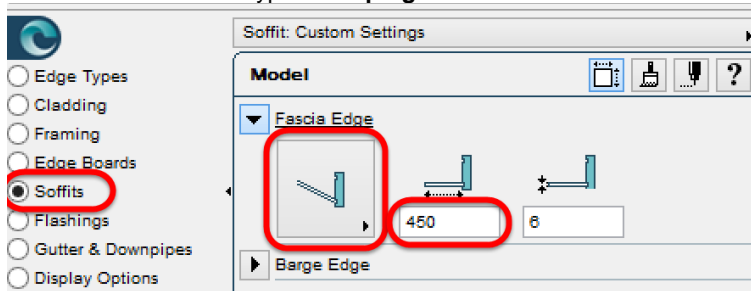 Soffit: Custom Settings
Edge Types
Cladding
Framing
Edge Boards
Soffits
Flashings
Gutter & Downpipes
Display Options
Model
?
Fascia Edge
450
6
Barge Edge